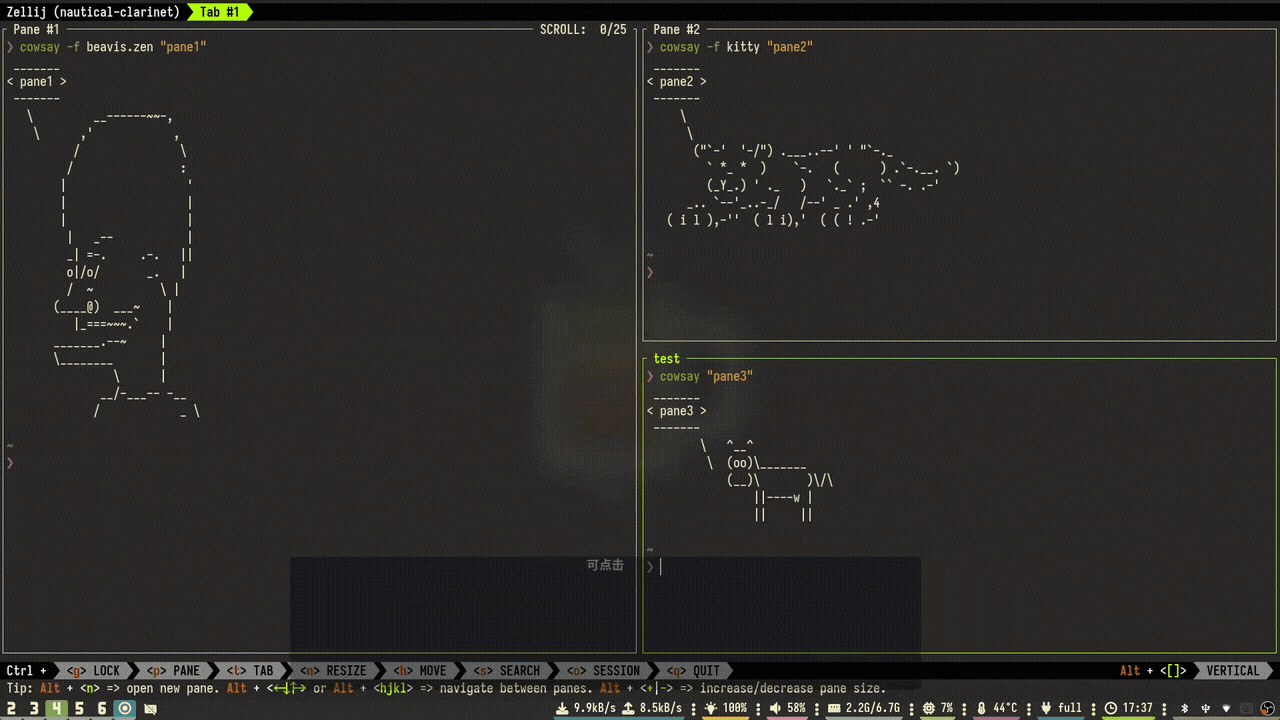 Zellij (nautical-clarinet) Tab #1
Pane #1 SCROLL: 0/25
❯ cowsay -f beavis.zen "pane1"
< pane1 >
~
❯
Pane #2
❯ cowsay -f kitty "pane2"
< pane2 >
~
❯
test
❯ cowsay "pane3"
< pane3 >
~
❯
可点击
Ctrl + <g> LOCK <p> PANE <t> TAB <n> RESIZE <h> MOVE <s> SEARCH <o> SESSION <q> QUIT Alt + <[]> VERTICAL
Tip: Alt + <n> => open new pane. Alt + <←↓↑→> or Alt + <hjkl> => navigate between panes. Alt + <+|-> => increase/decrease pane size.
2 3 4 5 6 9.9kB/s 8.5kB/s 100% 58% 2.2G/6.7G 7% 44°C full 17:37